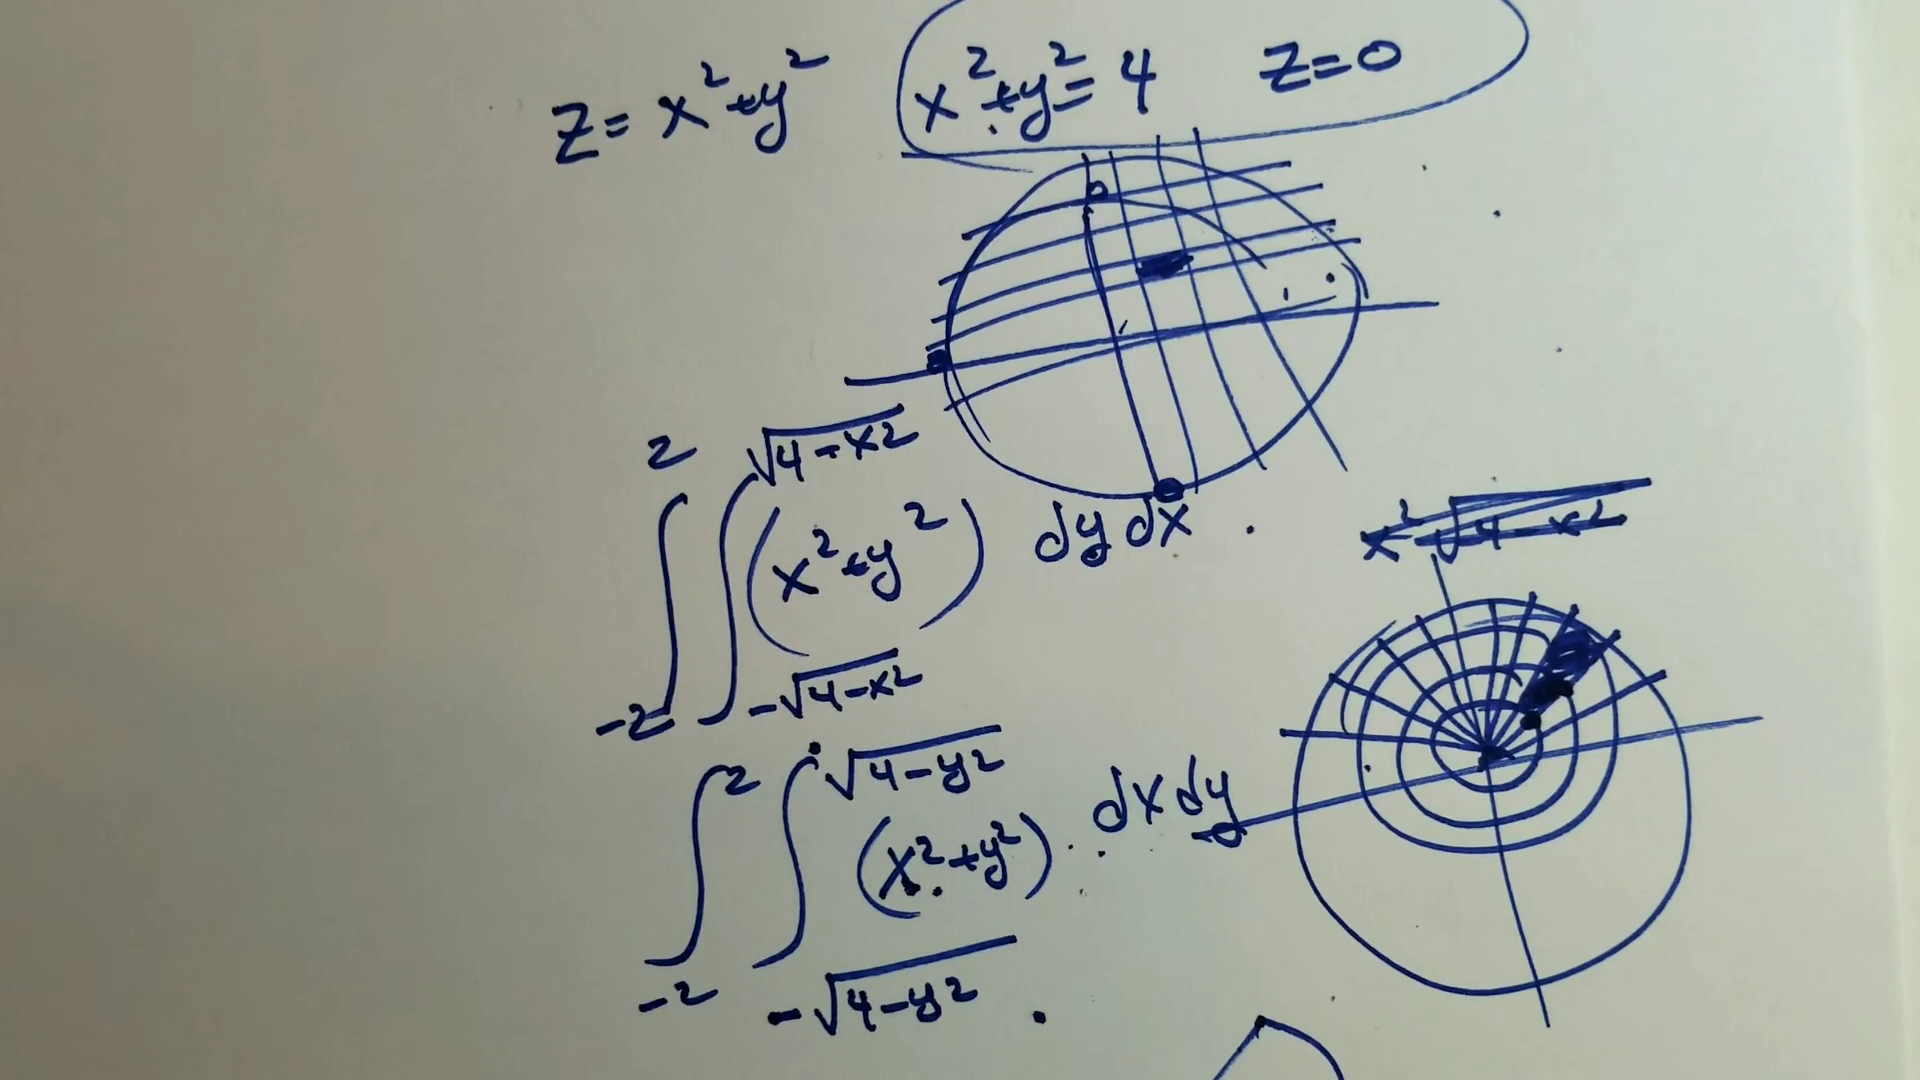 z = x² + y² x² + y² = 4 z = 0
∫_{-2}^{2} ∫_{-√(4-x²)}^{√(4-x²)} (x² + y²) dy dx
∫_{-2}^{2} ∫_{-√(4-y²)}^{√(4-y²)} (x² + y²) dx dy